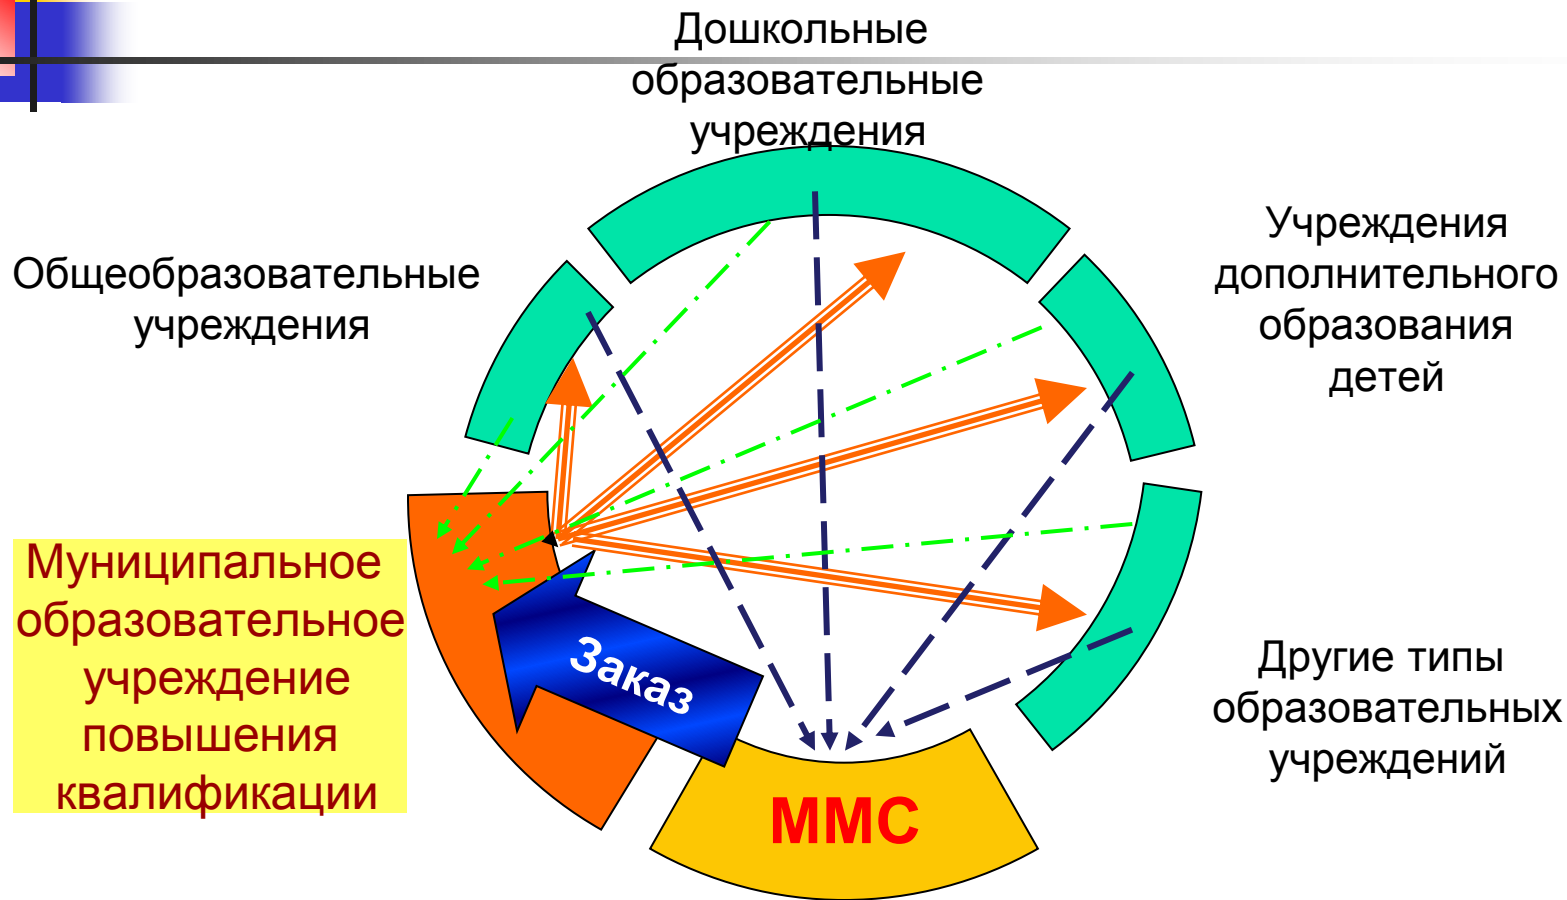 Дошкольные
образовательные
учреждения
Общеобразовательные
учреждения
Учреждения
дополнительного
образования
детей
Муниципальное
образовательное
учреждение
повышения
квалификации
Заказ
Другие типы
образовательных
учреждений
ММС